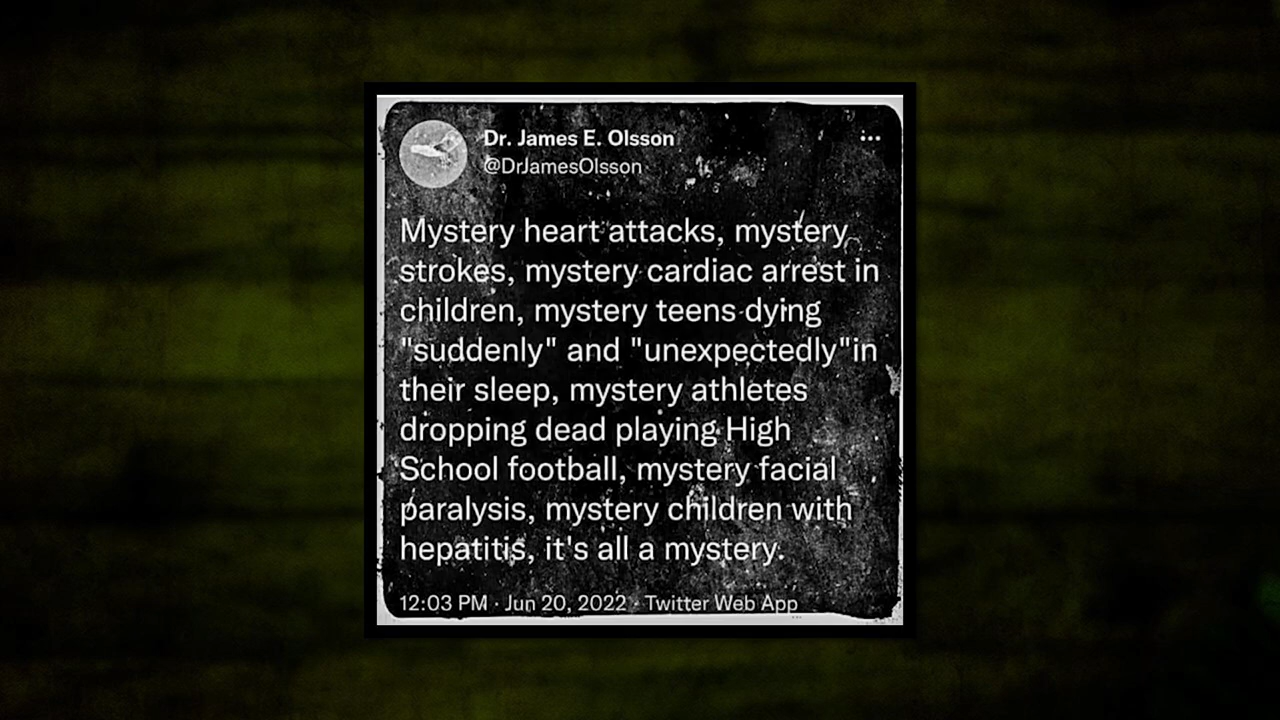 Dr. James E. Olsson
@DrJamesOlsson
Mystery heart attacks, mystery
strokes, mystery cardiac arrest in
children, mystery teens dying
"suddenly" and "unexpectedly"in
their sleep, mystery athletes
dropping dead playing High
School football, mystery facial
paralysis, mystery children with
hepatitis, it's all a mystery.
12:03 PM · Jun 20, 2022 · Twitter Web App